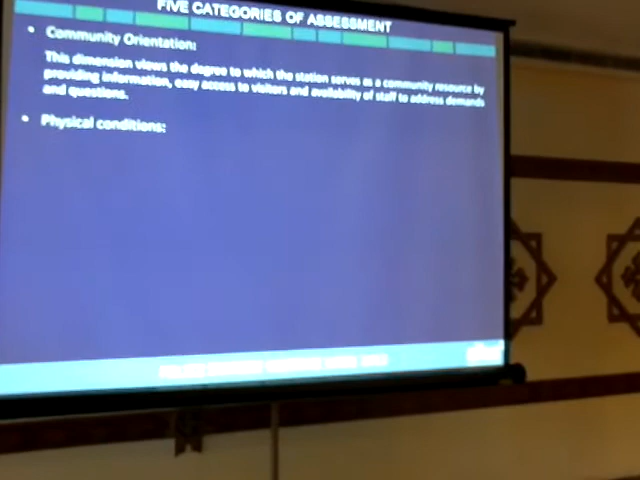 FIVE CATEGORIES OF ASSESSMENT
• Community Orientation:
This dimension views the degree to which the station serves as a community resource by
providing information, easy access to visitors and availability of staff to address demands
and questions.
• Physical conditions: